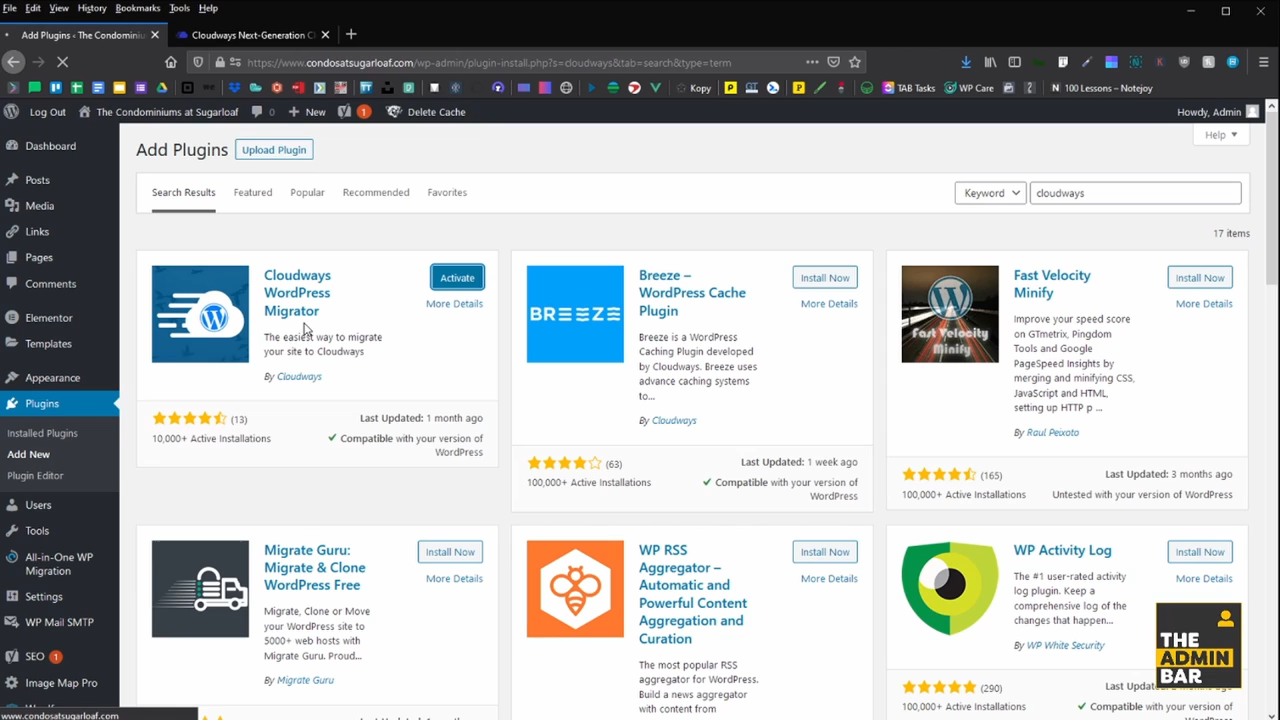 File Edit View History Bookmarks Tools Help
Add Plugins ‹ The Condominiu
Cloudways Next-Generation Cl
https://www.condosatsugarloaf.com/wp-admin/plugin-install.php?s=cloudways&tab=search&type=term
Kopy
TAB Tasks
WP Care
100 Lessons – Notejoy
Log Out The Condominiums at Sugarloaf 0 New 1 Delete Cache
Howdy, Admin
Dashboard
Posts
Media
Links
Pages
Comments
Elementor
Templates
Appearance
Plugins
Installed Plugins
Add New
Plugin Editor
Users
Tools
All-in-One WP
Migration
Settings
WP Mail SMTP
SEO 1
Image Map Pro
Help
Add Plugins Upload Plugin
Search Results Featured Popular Recommended Favorites
Keyword cloudways
17 items
Cloudways
WordPress
Migrator
Activate
More Details
The easiest way to migrate
your site to Cloudways
By Cloudways
(13)
10,000+ Active Installations
Last Updated: 1 month ago
Compatible with your version of
WordPress
BREEZE
Breeze –
WordPress Cache
Plugin
Install Now
More Details
Breeze is a WordPress
Caching Plugin developed
by Cloudways. Breeze uses
advance caching systems
to...
By Cloudways
(63)
100,000+ Active Installations
Last Updated: 1 week ago
Compatible with your version of
WordPress
Fast Velocity
Minify
Fast Velocity
Minify
Install Now
More Details
Improve your speed score
on GTmetrix, Pingdom
Tools and Google
PageSpeed Insights by
merging and minifying CSS,
JavaScript and HTML,
setting up HTTP p ...
By Raul Peixoto
(165)
100,000+ Active Installations
Last Updated: 3 months ago
Untested with your version of WordPress
Migrate Guru:
Migrate & Clone
WordPress Free
Install Now
More Details
Migrate, Clone or Move
your WordPress site to
5000+ web hosts with
Migrate Guru. Proud...
By Migrate Guru
WP RSS
Aggregator –
Automatic and
Powerful Content
Aggregation and
Curation
Install Now
More Details
The most popular RSS
aggregator for WordPress.
Build a news aggregator
with content from
WP Activity Log
Install Now
More Details
The #1 user-rated activity
log plugin. Keep a
comprehensive log of the
changes that happen...
By WP White Security
(290)
100,000+ Active Installations
Compatible with your version of
THE
ADMIN
BAR
www.condosatsugarloaf.com